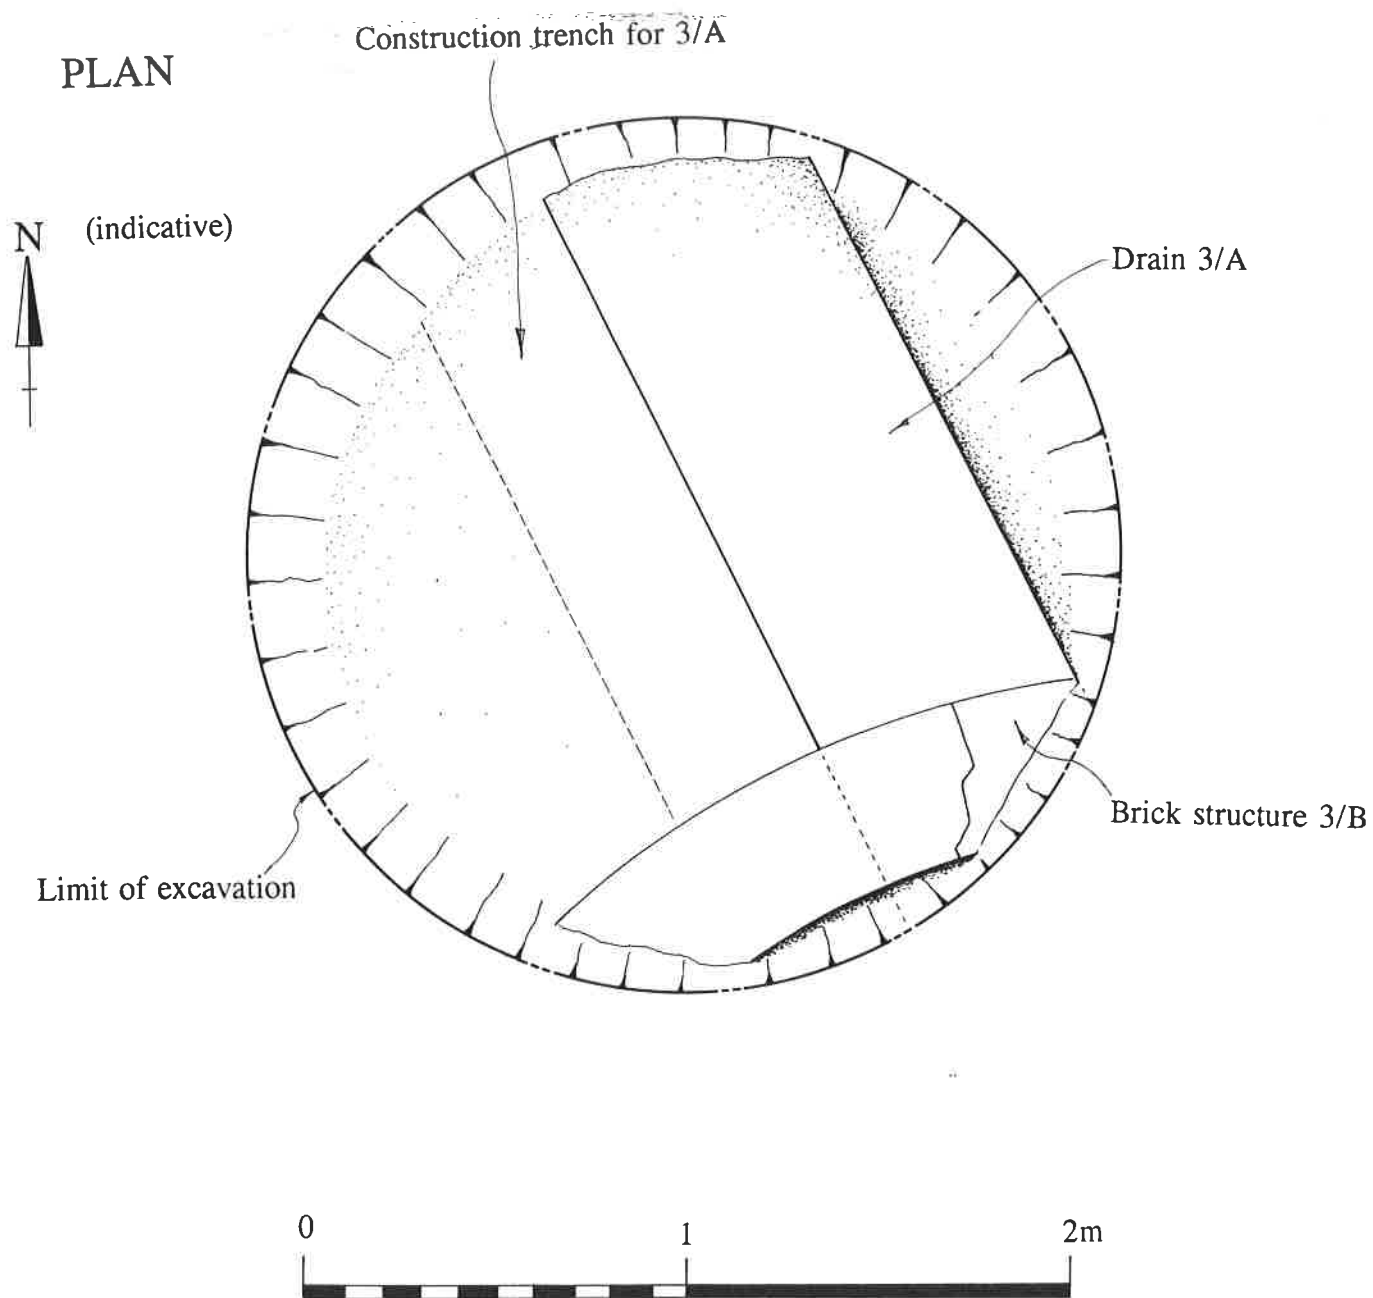 Construction trench for 3/A
PLAN
N (indicative)
Drain 3/A
Brick structure 3/B
Limit of excavation
0 1 2m